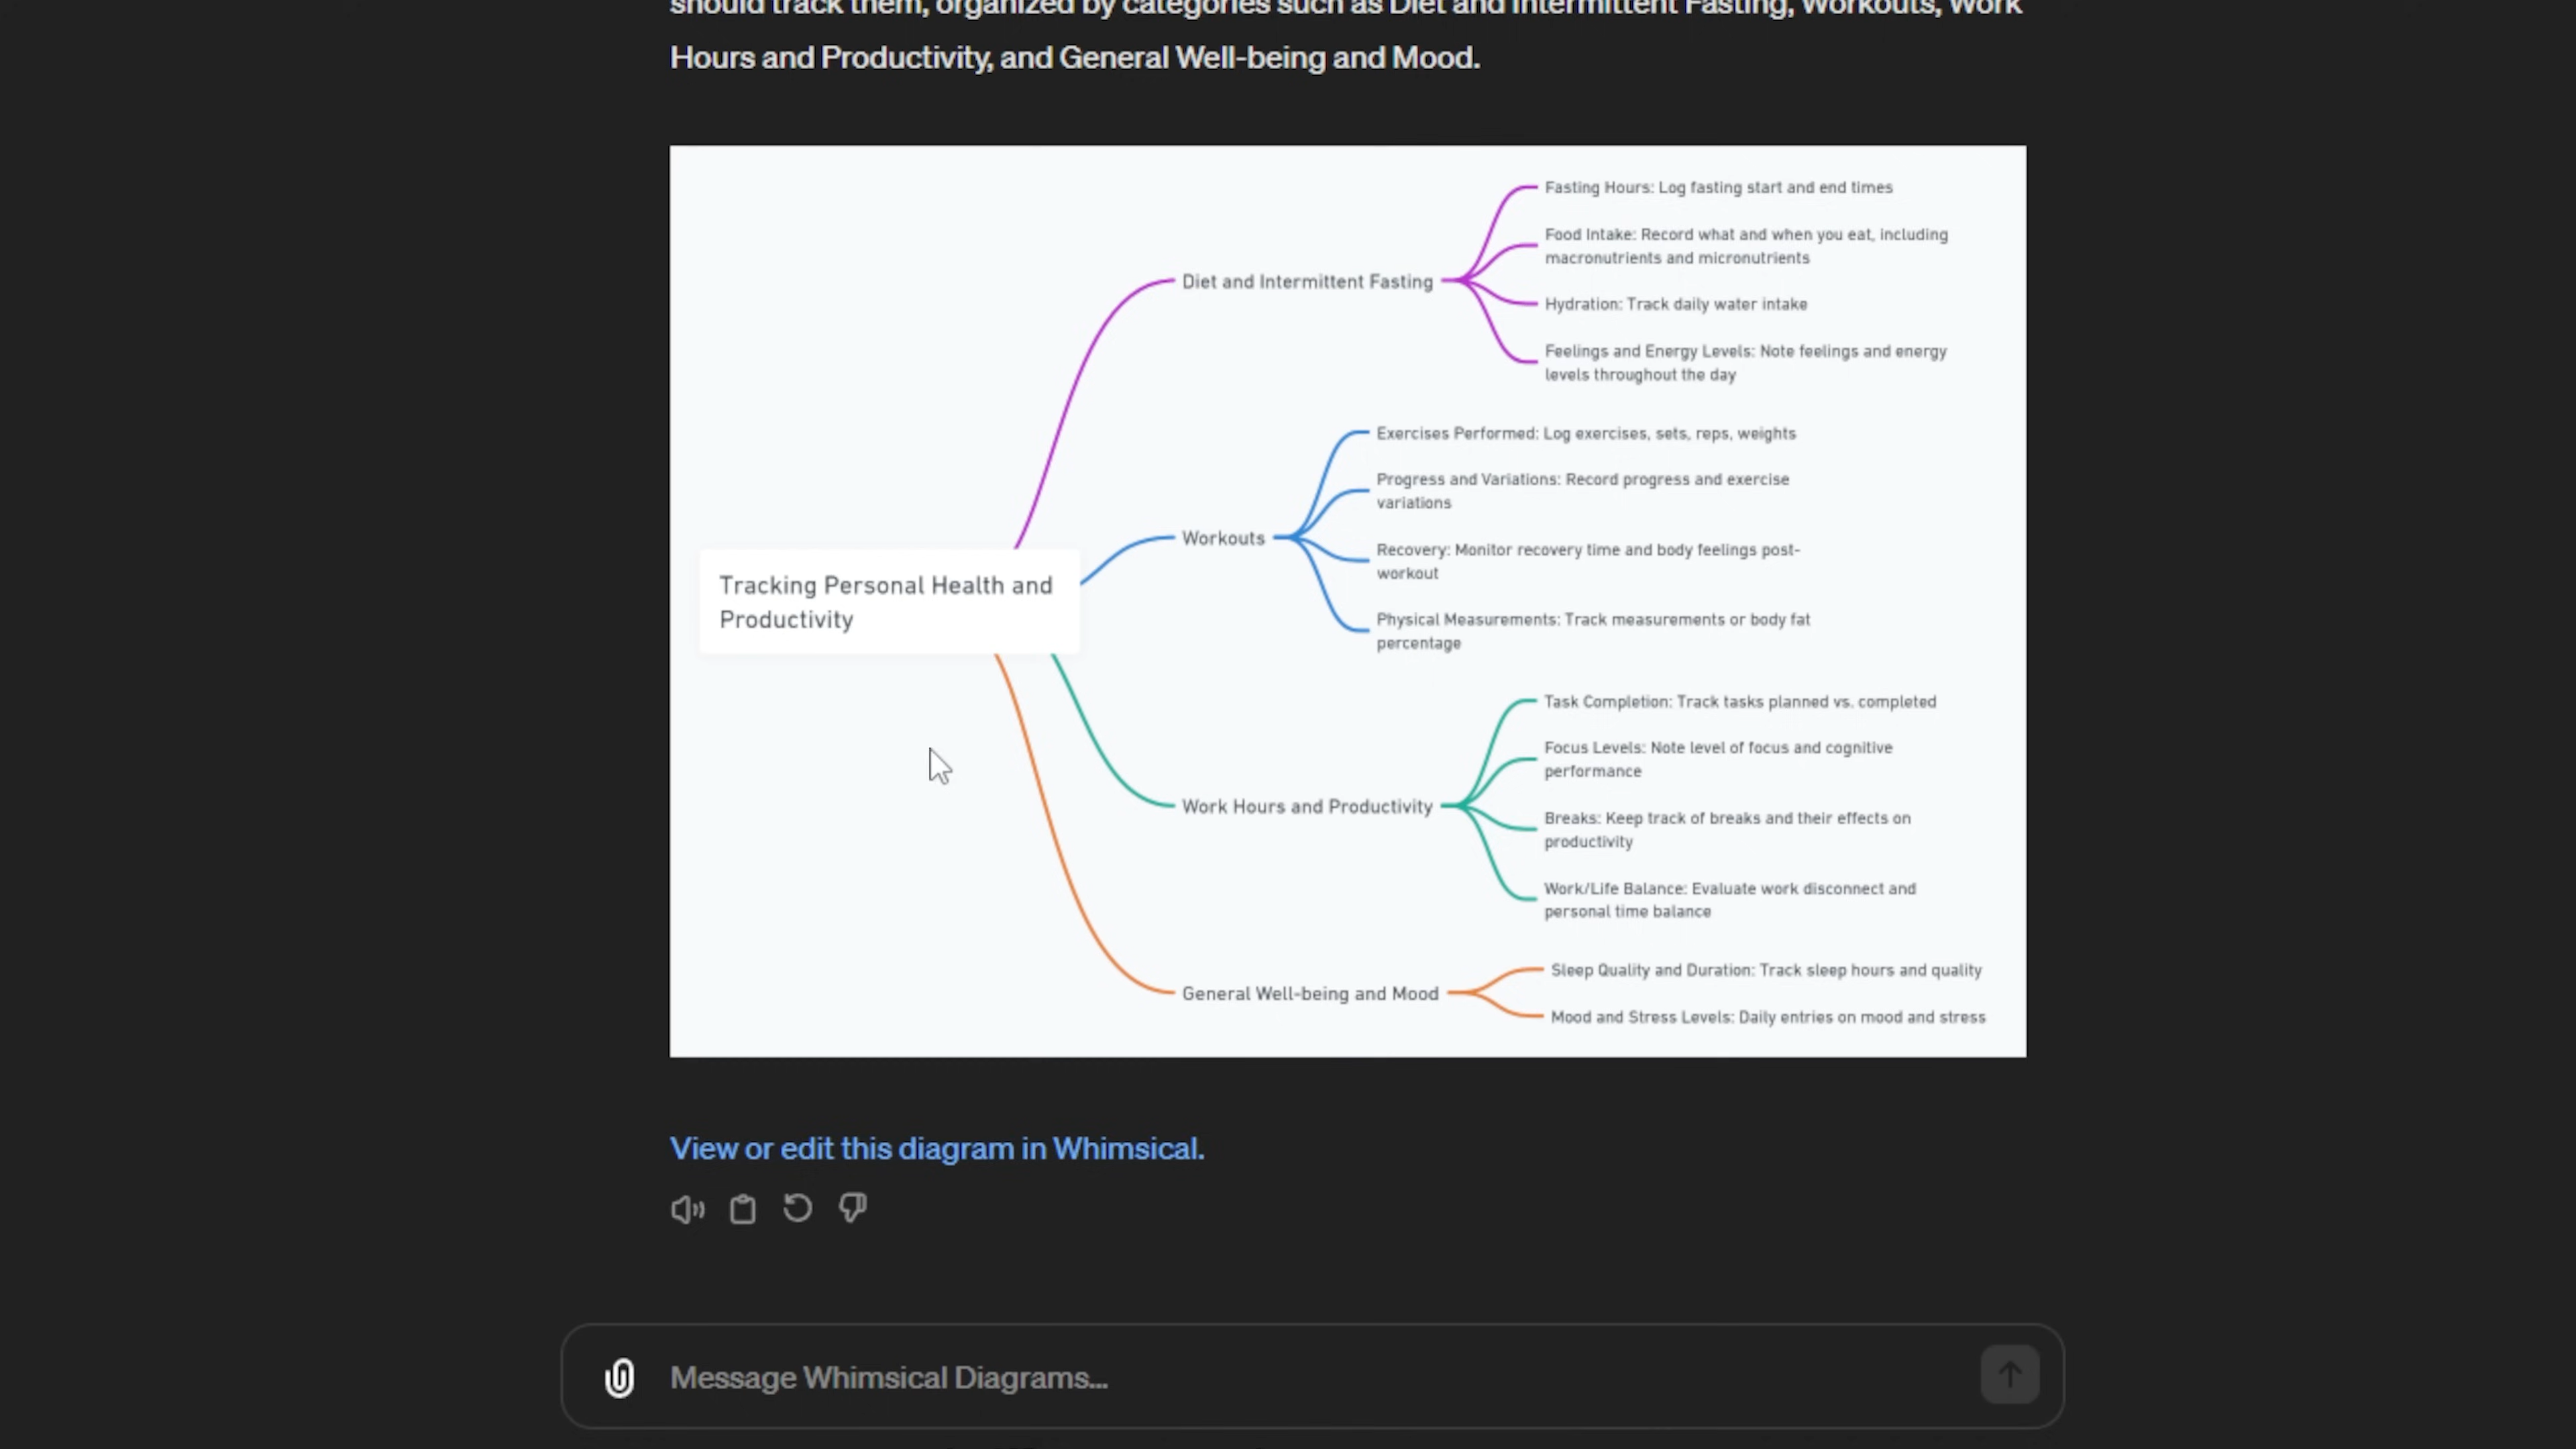 should track them, organized by categories such as Diet and Intermittent Fasting, Workouts, Work
Hours and Productivity, and General Well-being and Mood.
Tracking Personal Health and
Productivity
Diet and Intermittent Fasting
Fasting Hours: Log fasting start and end times
Food Intake: Record what and when you eat, including
macronutrients and micronutrients
Hydration: Track daily water intake
Feelings and Energy Levels: Note feelings and energy
levels throughout the day
Workouts
Exercises Performed: Log exercises, sets, reps, weights
Progress and Variations: Record progress and exercise
variations
Recovery: Monitor recovery time and body feelings post-
workout
Physical Measurements: Track measurements or body fat
percentage
Work Hours and Productivity
Task Completion: Track tasks planned vs. completed
Focus Levels: Note level of focus and cognitive
performance
Breaks: Keep track of breaks and their effects on
productivity
Work/Life Balance: Evaluate work disconnect and
personal time balance
General Well-being and Mood
Sleep Quality and Duration: Track sleep hours and quality
Mood and Stress Levels: Daily entries on mood and stress
View or edit this diagram in Whimsical.
Message Whimsical Diagrams...